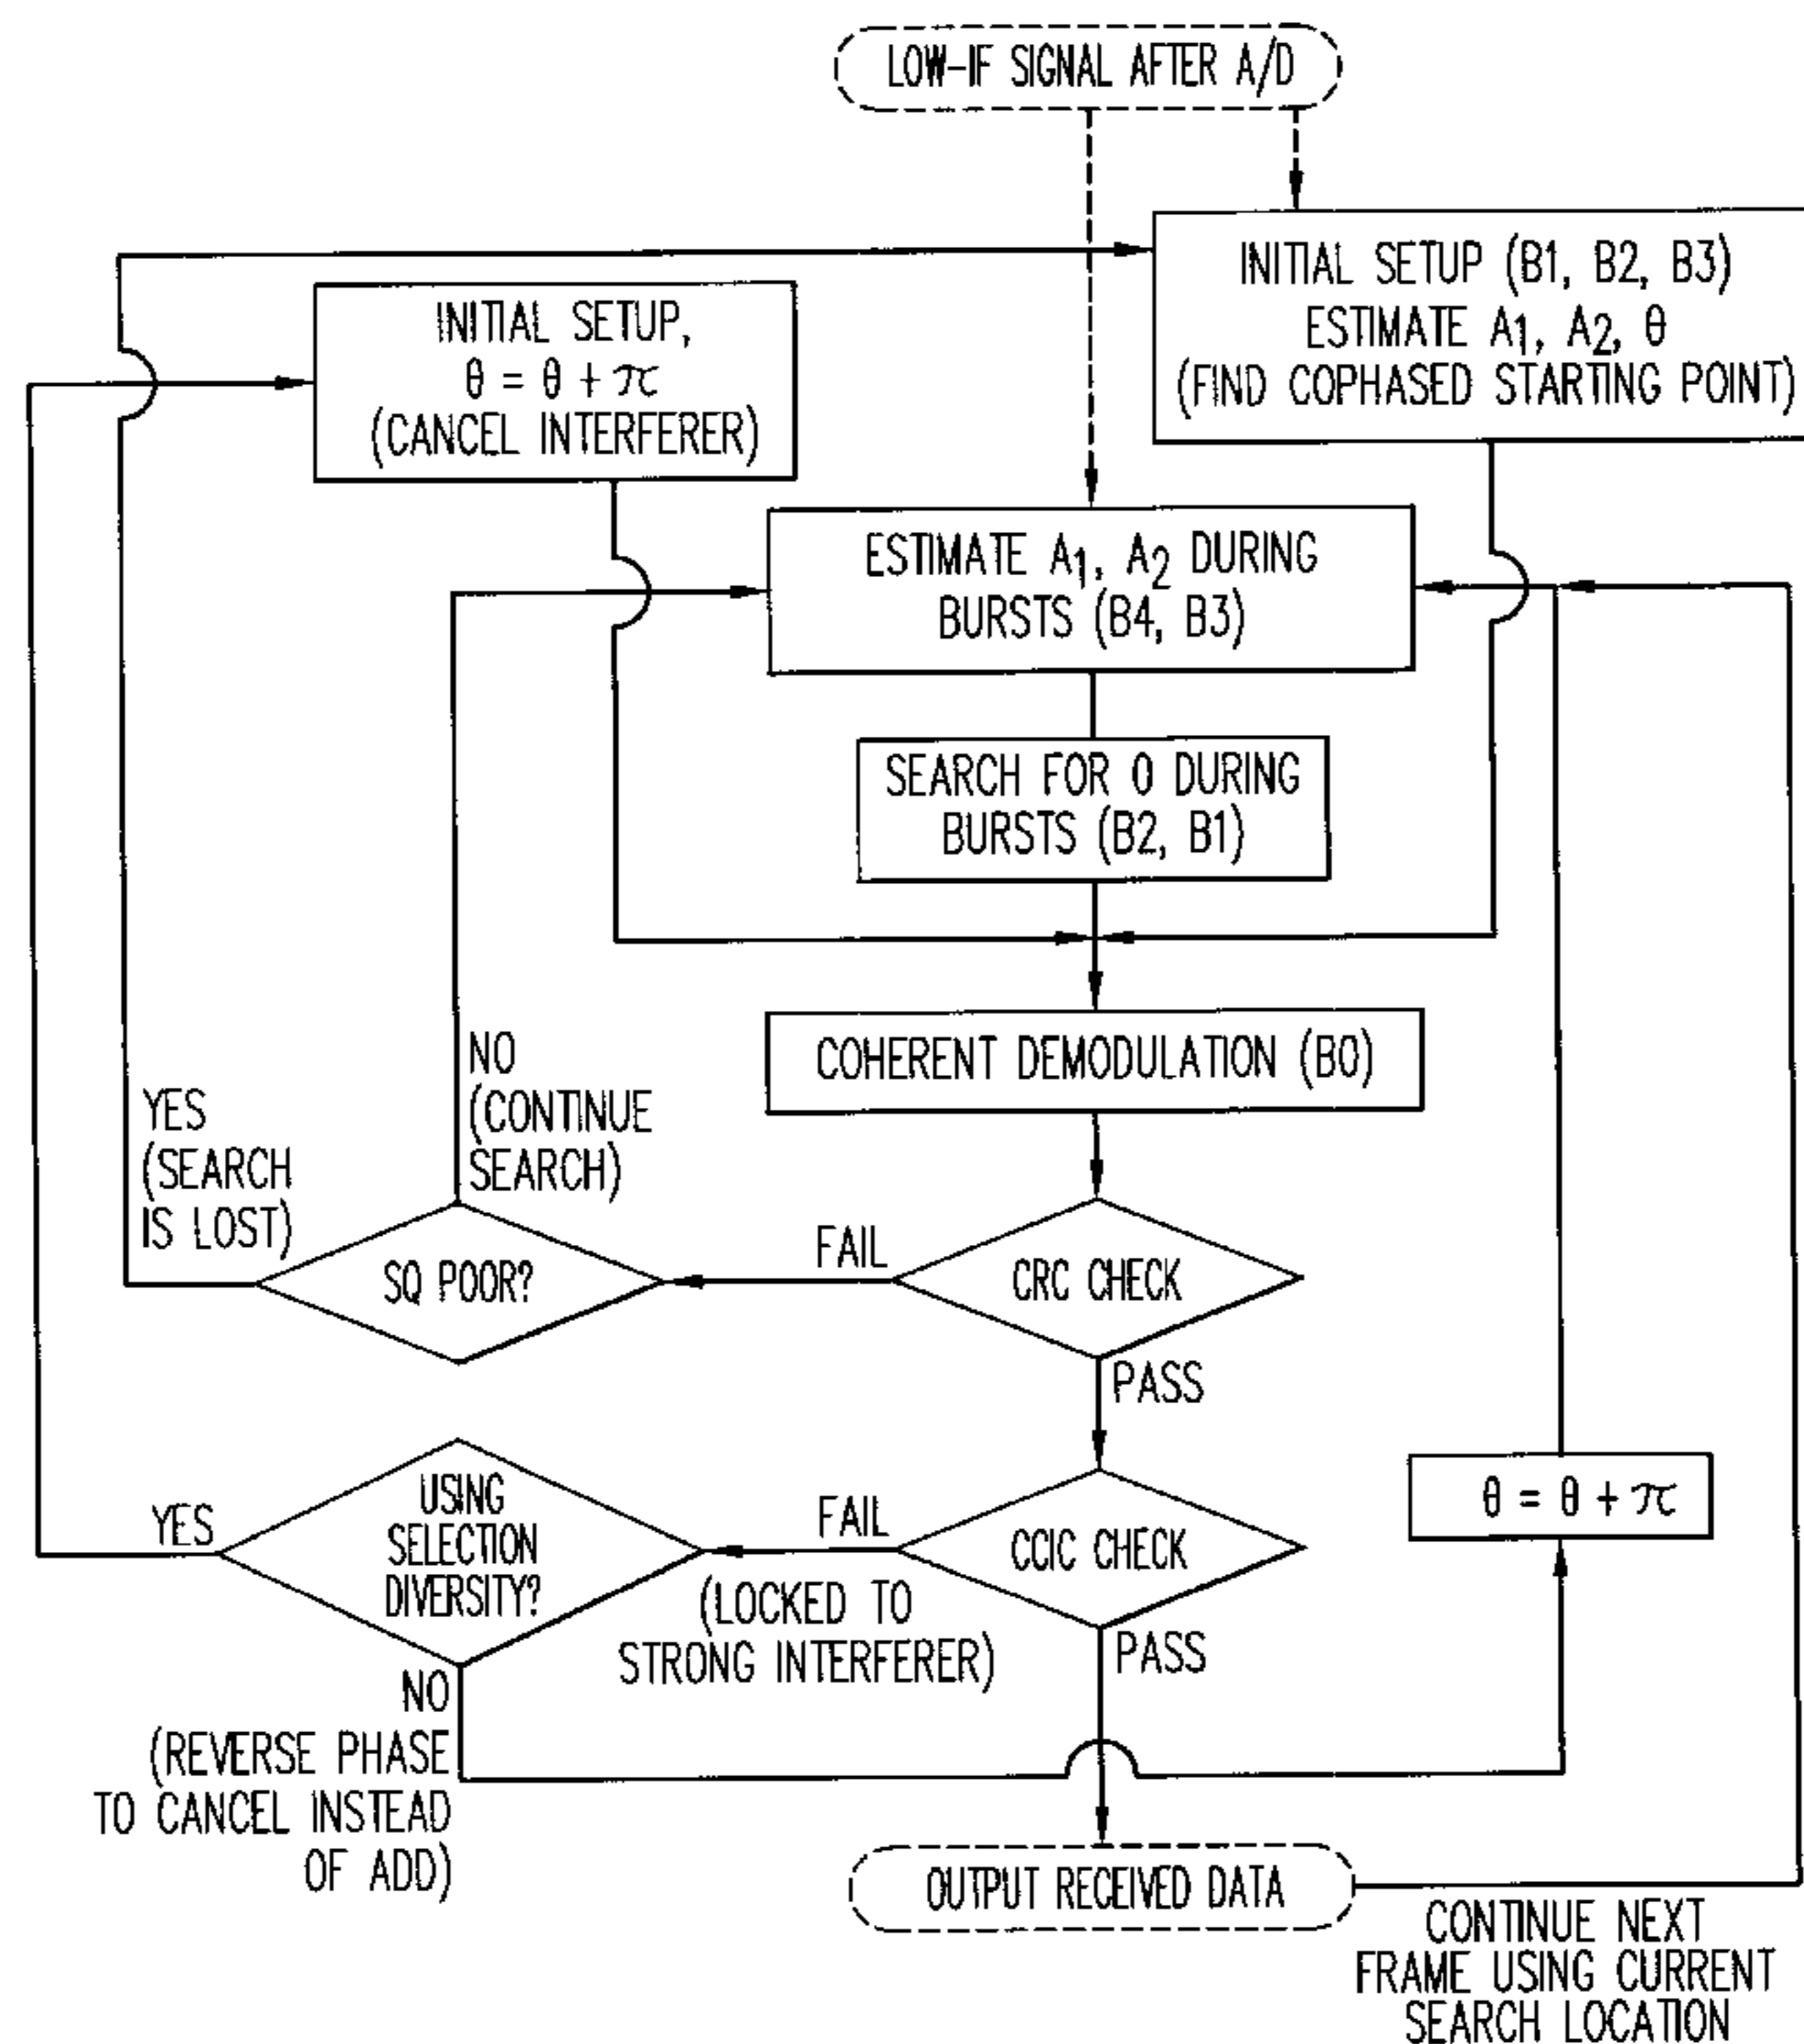 LOW-IF SIGNAL AFTER A/D
INITIAL SETUP (B1, B2, B3)
ESTIMATE A1, A2, θ
(FIND COPHASED STARTING POINT)
INITIAL SETUP,
θ = θ + π
(CANCEL INTERFERER)
ESTIMATE A1, A2 DURING
BURSTS (B4, B3)
SEARCH FOR 0 DURING
BURSTS (B2, B1)
COHERENT DEMODULATION (B0)
NO
(CONTINUE
SEARCH)
YES
(SEARCH
IS LOST)
SQ POOR?
FAIL
CRC CHECK
PASS
YES
USING
SELECTION
DIVERSITY?
FAIL
(LOCKED TO
STRONG INTERFERER)
CCIC CHECK
PASS
θ = θ + π
NO
(REVERSE PHASE
TO CANCEL INSTEAD
OF ADD)
OUTPUT RECEIVED DATA
CONTINUE NEXT
FRAME USING CURRENT
SEARCH LOCATION